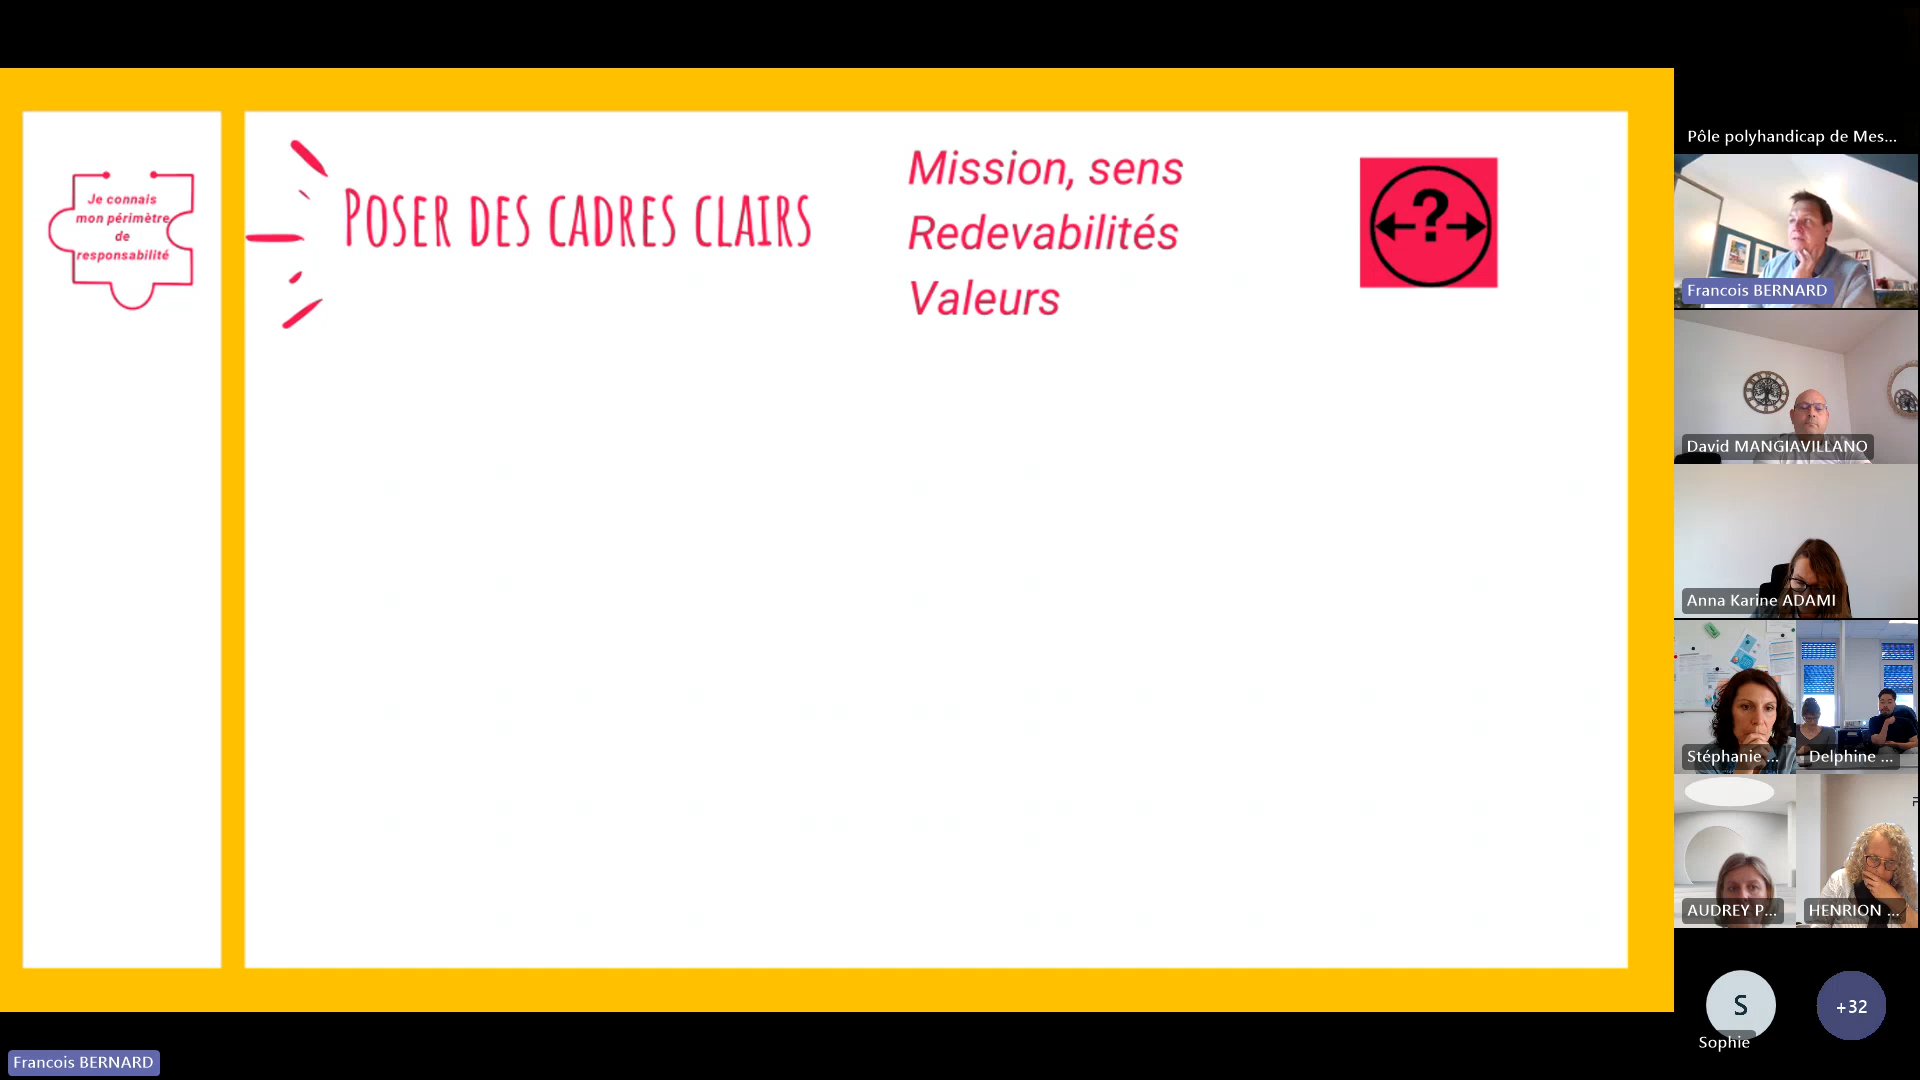 Je connais
mon périmètre
de
responsabilité
POSER DES CADRES CLAIRS
Mission, sens
Redevabilités
Valeurs
?
Pôle polyhandicap de Mes...
Francois BERNARD
David MANGIAVILLANO
Anna Karine ADAMI
Stéphanie ...
Delphine ...
AUDREY P...
HENRION ...
S
Sophie
+32
Francois BERNARD